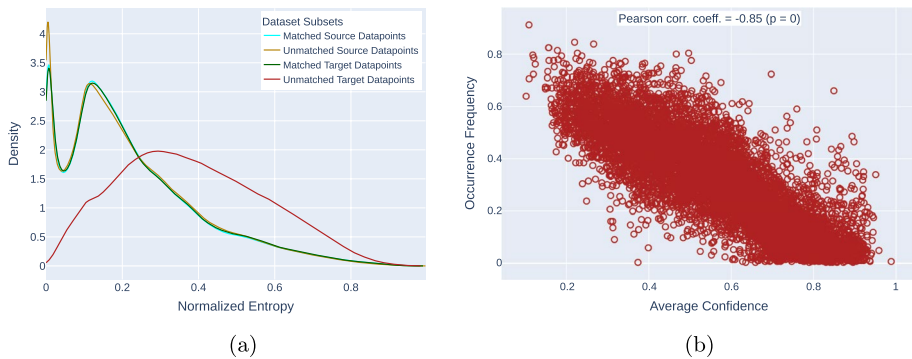 Dataset Subsets
Matched Source Datapoints
Unmatched Source Datapoints
Matched Target Datapoints
Unmatched Target Datapoints
4
3.5
3
2.5
2
1.5
1
0.5
0
Density
0 0.2 0.4 0.6 0.8
Normalized Entropy
(a)
Pearson corr. coeff. = -0.85 (p = 0)
0.8
0.6
0.4
0.2
0
Occurrence Frequency
0.2 0.4 0.6 0.8 1
Average Confidence
(b)